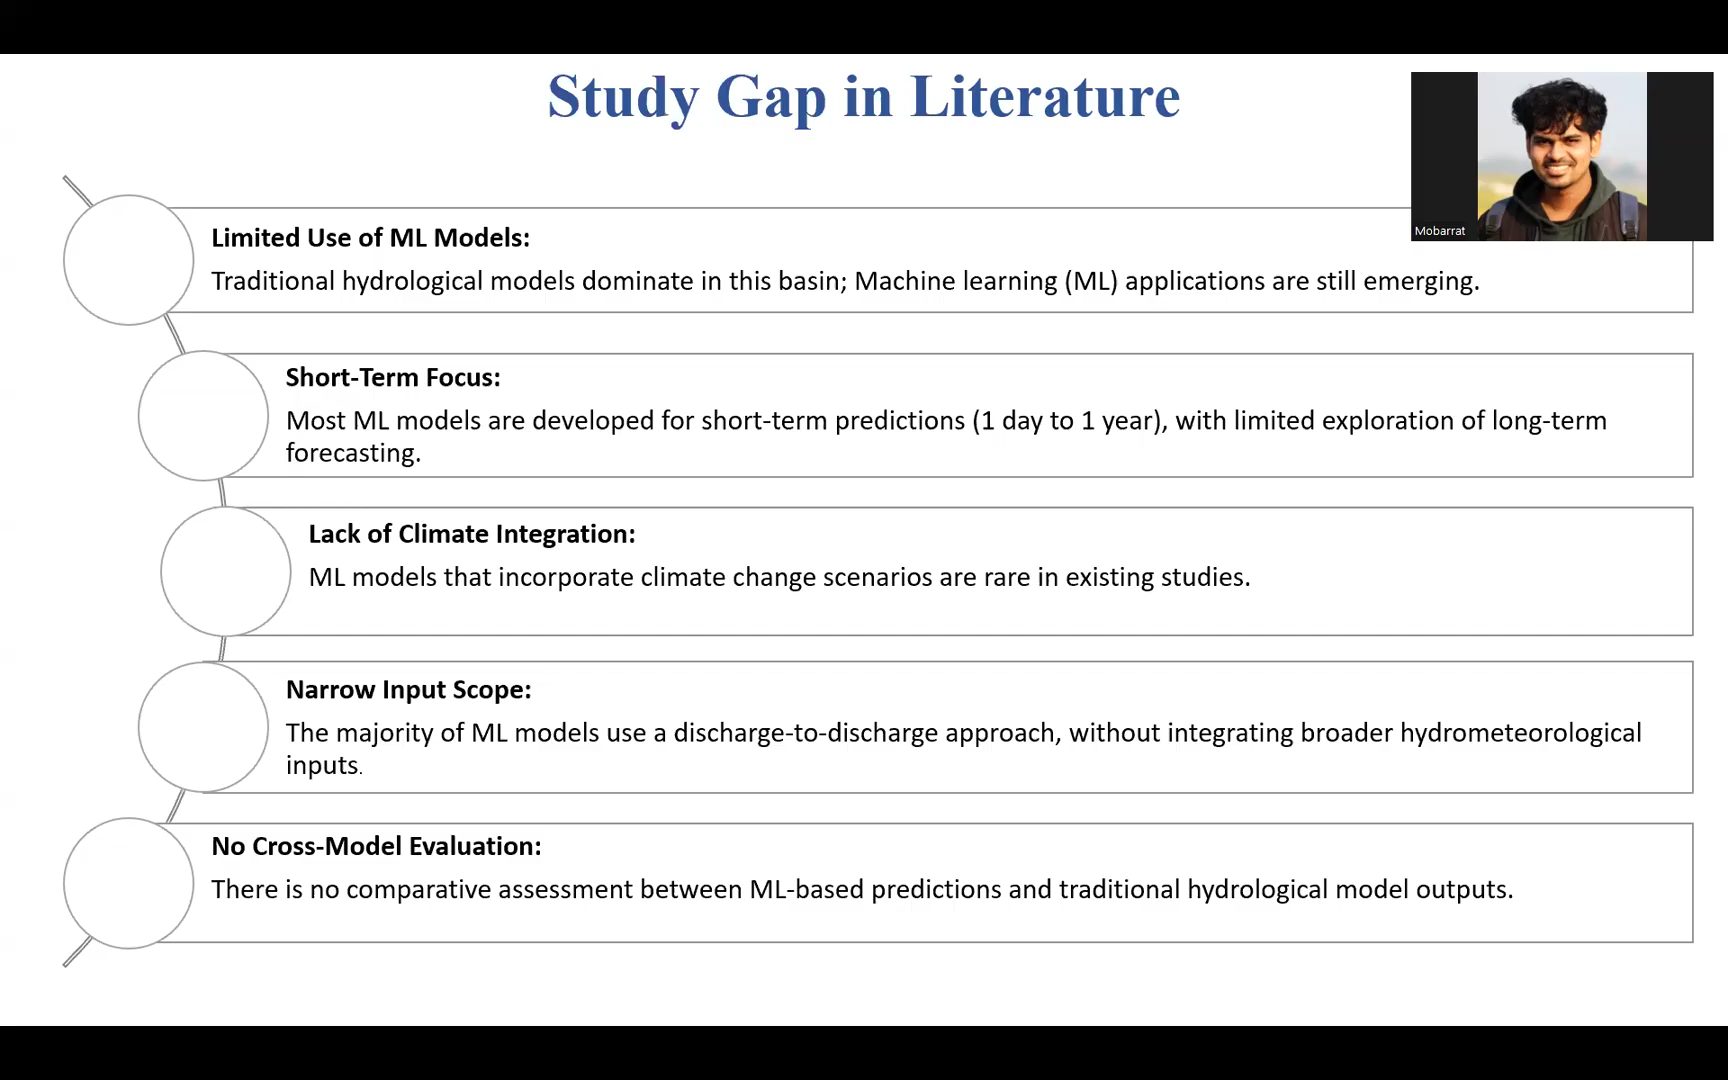 Study Gap in Literature
Mobarrat
Limited Use of ML Models:
Traditional hydrological models dominate in this basin; Machine learning (ML) applications are still emerging.
Short-Term Focus:
Most ML models are developed for short-term predictions (1 day to 1 year), with limited exploration of long-term
forecasting.
Lack of Climate Integration:
ML models that incorporate climate change scenarios are rare in existing studies.
Narrow Input Scope:
The majority of ML models use a discharge-to-discharge approach, without integrating broader hydrometeorological
inputs.
No Cross-Model Evaluation:
There is no comparative assessment between ML-based predictions and traditional hydrological model outputs.